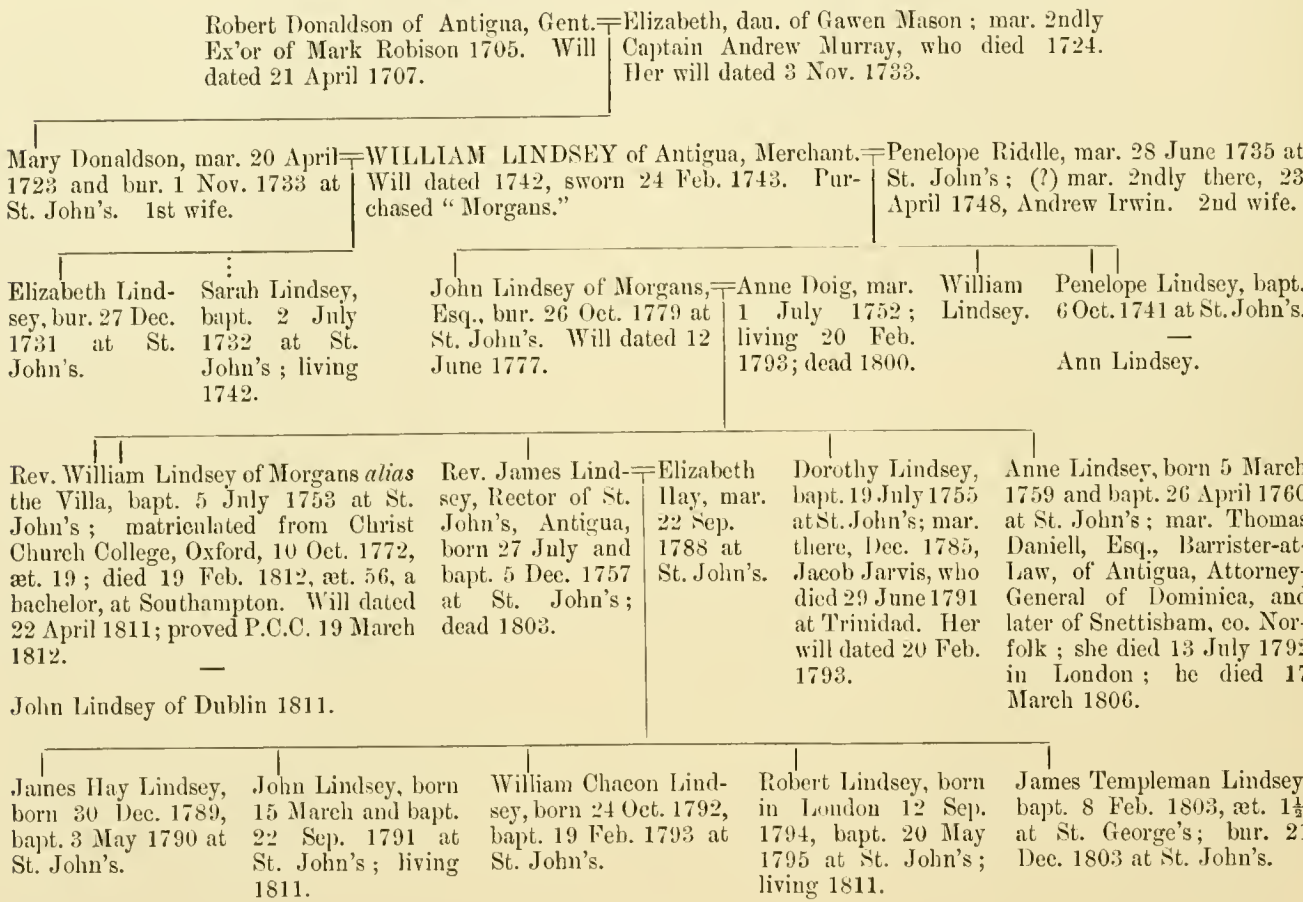 Robert Donaldson of Antigua, Gent.
Ex'or of Mark Robison 1705. Will
dated 21 April 1707.
Elizabeth, dau. of Gawen Mason ; mar. 2ndly
Captain Andrew Murray, who died 1724.
Her will dated 3 Nov. 1733.
Mary Donaldson, mar. 20 April
1723 and bur. 1 Nov. 1733 at
St. John's. 1st wife.
WILLIAM LINDSEY of Antigua, Merchant.
Will dated 1742, sworn 24 Feb. 1743. Pur-
chased "Morgans."
Penelope Riddle, mar. 28 June 1735 at
St. John's ; (?) mar. 2ndly there, 23
April 1748, Andrew Irwin. 2nd wife.
Elizabeth Lind-
sey, bur. 27 Dec.
1731 at St.
John's.
Sarah Lindsey,
bapt. 2 July
1732 at St.
John's ; living
1742.
John Lindsey of Morgans,
Esq., bur. 26 Oct. 1779 at
St. John's. Will dated 12
June 1777.
Anne Doig, mar.
1 July 1752 ;
living 20 Feb.
1793 ; dead 1800.
William
Lindsey.
Penelope Lindsey, bapt.
6 Oct. 1741 at St. John's.
—
Ann Lindsey.
Rev. William Lindsey of Morgans alias
the Villa, bapt. 5 July 1753 at St.
John's ; matriculated from Christ
Church College, Oxford, 10 Oct. 1772,
æt. 19 ; died 19 Feb. 1812, æt. 56, a
bachelor, at Southampton. Will dated
22 April 1811 ; proved P.C.C. 19 March
1812.
—
John Lindsey of Dublin 1811.
Rev. James Lind-
sey, Rector of St.
John's, Antigua,
born 27 July and
bapt. 5 Dec. 1757
at St. John's ;
dead 1803.
Elizabeth
Hay, mar.
22 Sep.
1788 at
St. John's.
Dorothy Lindsey,
bapt. 19 July 1755
at St. John's ; mar.
there, Dec. 1785,
Jacob Jarvis, who
died 29 June 1791
at Trinidad. Her
will dated 20 Feb.
1793.
Anne Lindsey, born 5 March
1759 and bapt. 26 April 1760
at St. John's ; mar. Thomas
Daniell, Esq., Barrister-at-
Law, of Antigua, Attorney-
General of Dominica, and
later of Snettisham, co. Nor-
folk ; she died 13 July 1792
in London ; he died 17
March 1806.
James Hay Lindsey,
born 30 Dec. 1789,
bapt. 3 May 1790 at
St. John's.
John Lindsey, born
15 March and bapt.
22 Sep. 1791 at
St. John's ; living
1811.
William Chacon Lind-
sey, born 24 Oct. 1792,
bapt. 19 Feb. 1793 at
St. John's.
Robert Lindsey, born
in London 12 Sep.
1794, bapt. 20 May
1795 at St. John's ;
living 1811.
James Templeman Lindsey
bapt. 8 Feb. 1803, æt. 1½
at St. George's ; bur. 21
Dec. 1803 at St. John's.